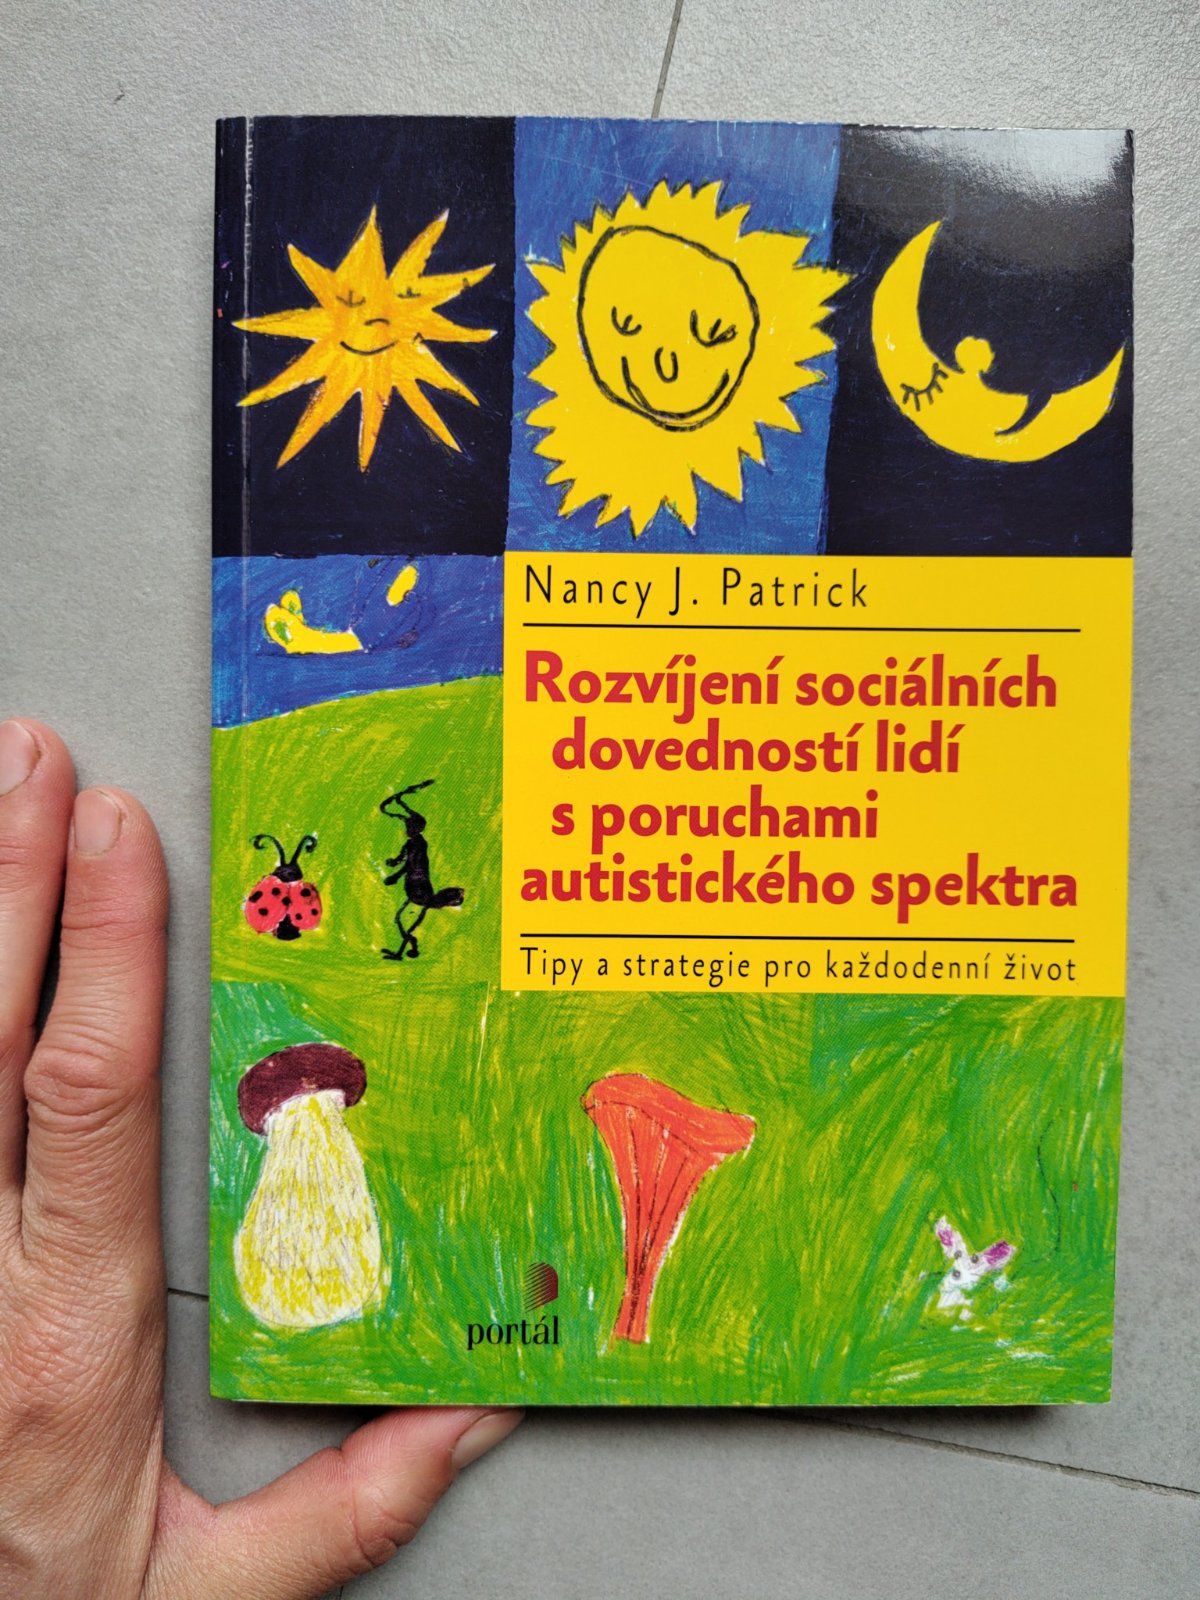 Nancy J. Patrick
Rozvíjení sociálních
dovedností lidí
s poruchami
autistického spektra
Tipy a strategie pro každodenní život
portál